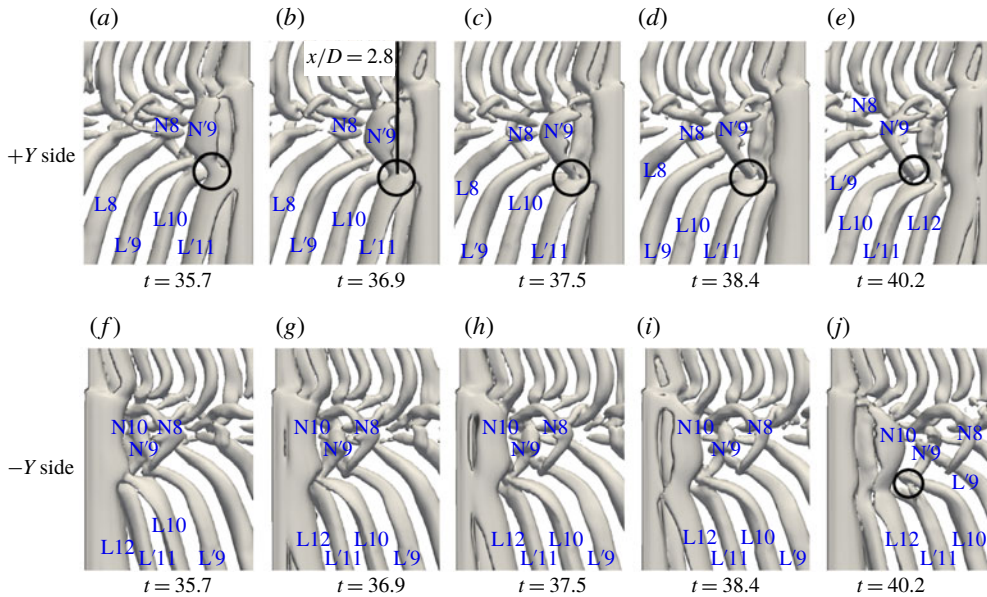 (a) (b) (c) (d) (e)
x/D = 2.8
N8 N′9 N8 N′9 N8 N′9 N8 N′9 N8 N′9
+Y side
L8 L′9 L10 L′11 L8 L′9 L10 L′11 L8 L′9 L10 L′11 L8 L′9 L10 L′11 L′9 L10 L12 L′11
t = 35.7 t = 36.9 t = 37.5 t = 38.4 t = 40.2
(f) (g) (h) (i) (j)
N10 N8 N′9 N10 N8 N′9 N10 N8 N′9 N10 N8 N′9 N10 N8 N′9 L′9
−Y side
L12 L10 L′11 L′9 L12 L10 L′11 L′9 L12 L10 L′11 L′9 L12 L10 L′11 L′9 L12 L10 L′11
t = 35.7 t = 36.9 t = 37.5 t = 38.4 t = 40.2